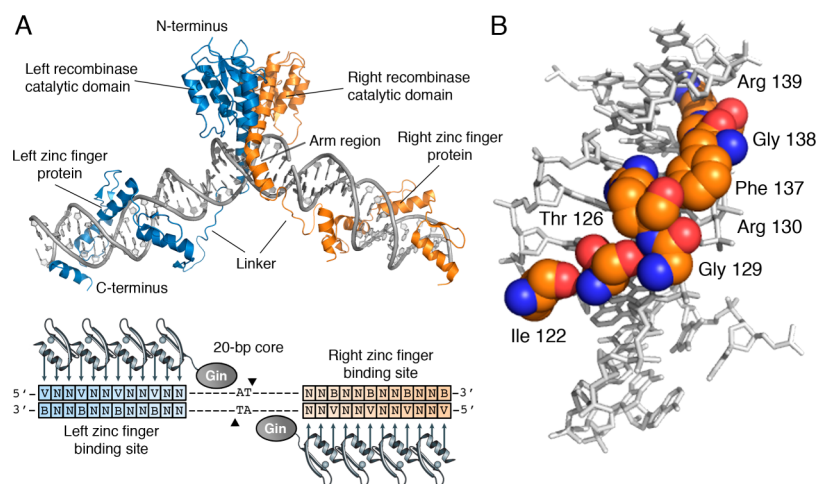 A
N-terminus
Left recombinase
catalytic domain
Right recombinase
catalytic domain
Arm region
Right zinc finger
protein
Left zinc finger
protein
Linker
C-terminus
20-bp core
Right zinc finger
binding site
Gin
5′-VNNVNNVNNVNN------AT------NNBNNBNNBNNB-3′
3′-BNNBNNBNNBNN------TA------NNVNNVNNVNNV-5′
Left zinc finger
binding site
Gin
B
Arg 139
Gly 138
Phe 137
Thr 126
Arg 130
Gly 129
Ile 122